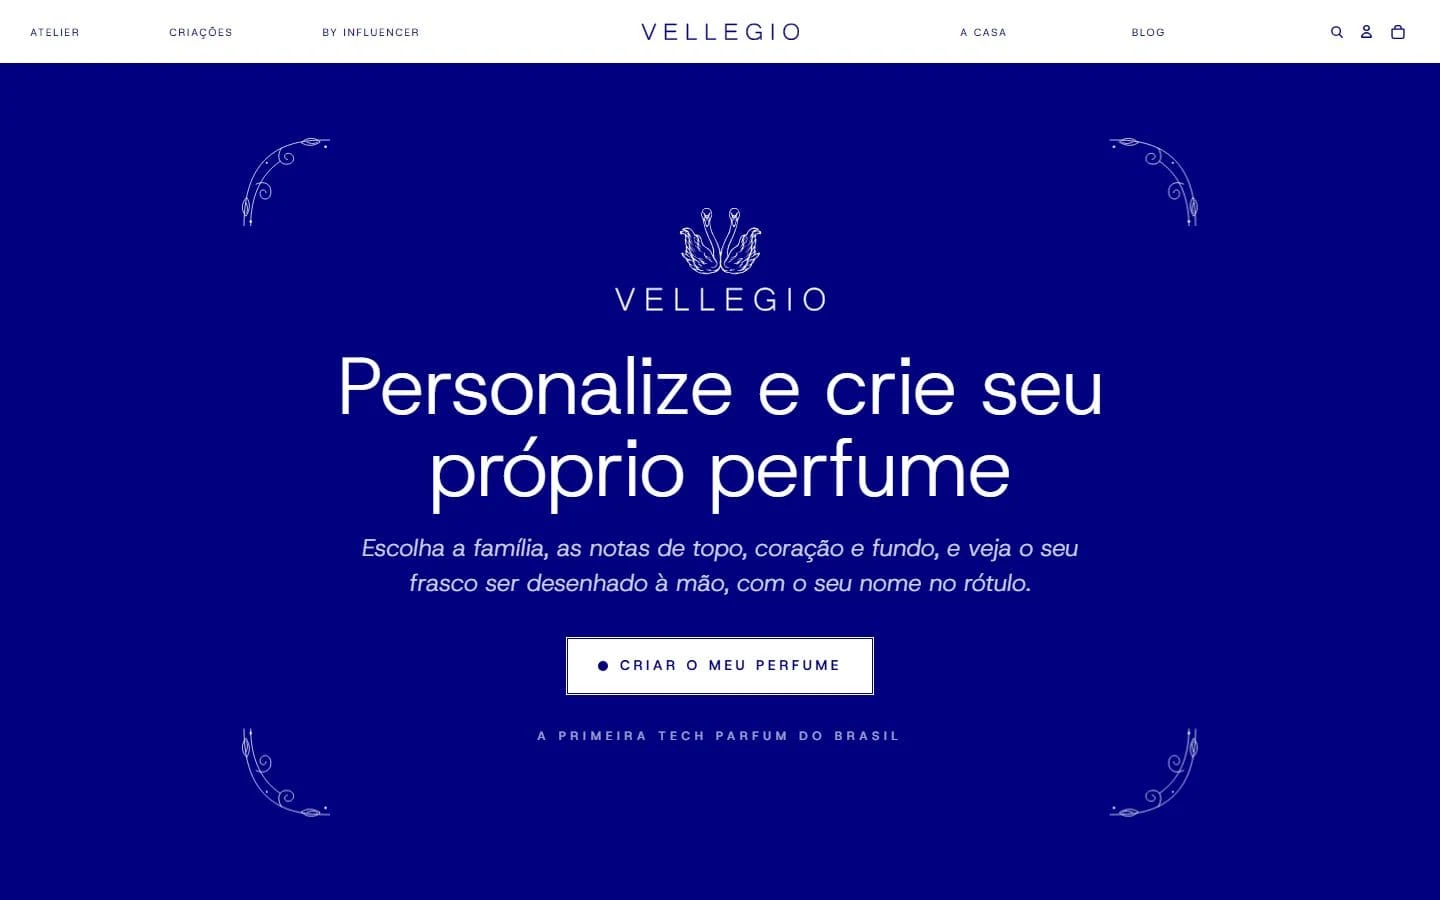 ATELIER
CRIAÇÕES
BY INFLUENCER
VELLEGIO
A CASA
BLOG
VELLEGIO
Personalize e crie seu
próprio perfume
Escolha a família, as notas de topo, coração e fundo, e veja o seu
frasco ser desenhado à mão, com o seu nome no rótulo.
CRIAR O MEU PERFUME
A PRIMEIRA TECH PARFUM DO BRASIL